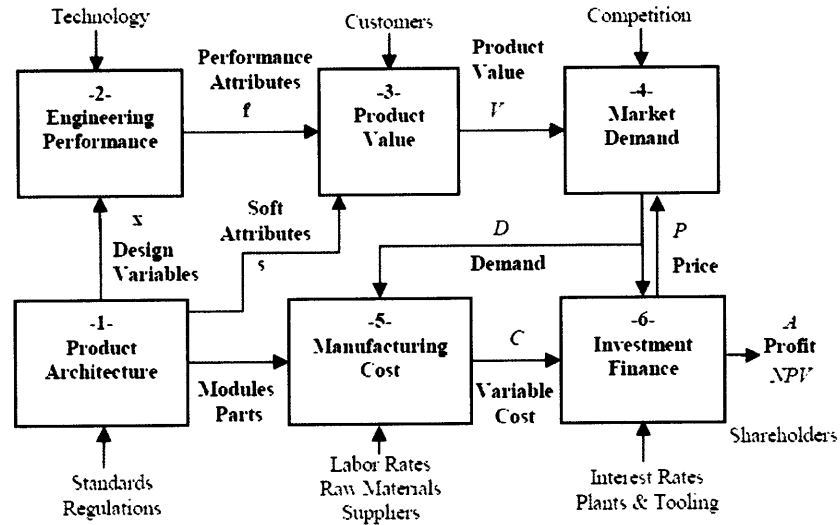 Technology
Customers
Competition
-2-
Engineering
Performance
Performance
Attributes
f
-3-
Product
Value
Product
Value
V
-4-
Market
Demand
x
Design
Variables
Soft
Attributes
s
D
Demand
P
Price
-1-
Product
Architecture
Modules
Parts
-5-
Manufacturing
Cost
C
Variable
Cost
-6-
Investment
Finance
A
Profit
NPV
Shareholders
Standards
Regulations
Labor Rates
Raw Materials
Suppliers
Interest Rates
Plants & Tooling